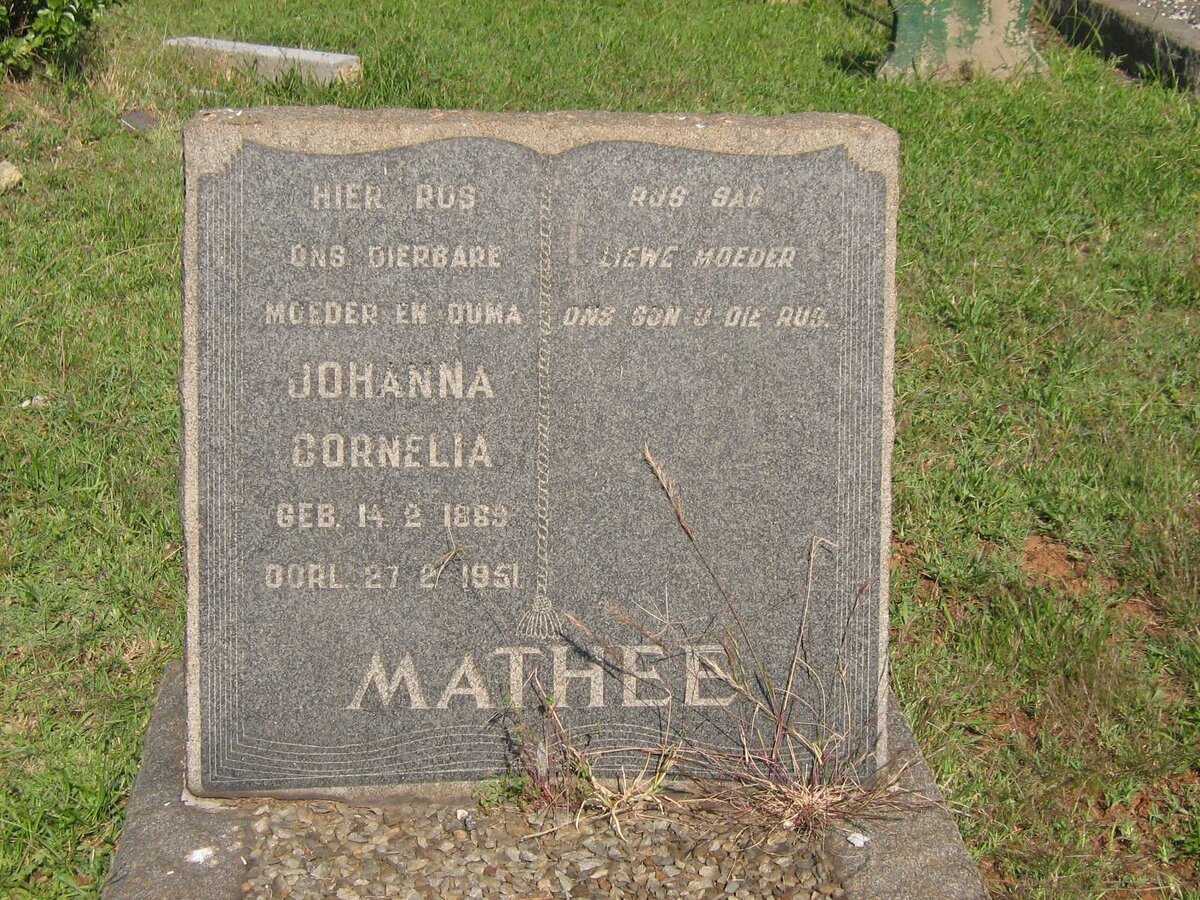 HIER RUS
ONS DIERBARE
MOEDER EN OUMA
JOHANNA
CORNELIA
GEB. 14 2 1889
OORL. 27 2 1951
RUS SAG
LIEWE MOEDER
ONS GUN U DIE RUS.
MATHEE